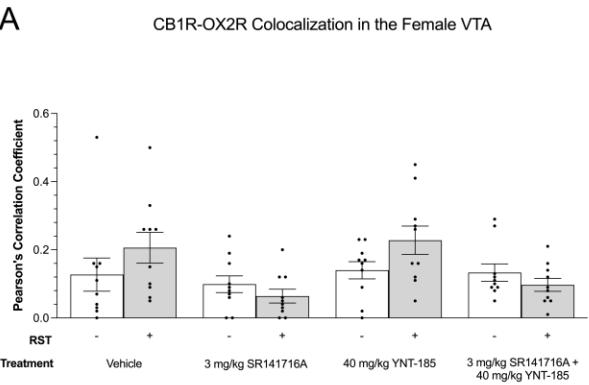 A
CB1R-OX2R Colocalization in the Female VTA
Pearson's Correlation Coefficient
0.6
0.4
0.2
0.0
RST - + - + - + - +
Treatment Vehicle 3 mg/kg SR141716A 40 mg/kg YNT-185 3 mg/kg SR141716A +
40 mg/kg YNT-185